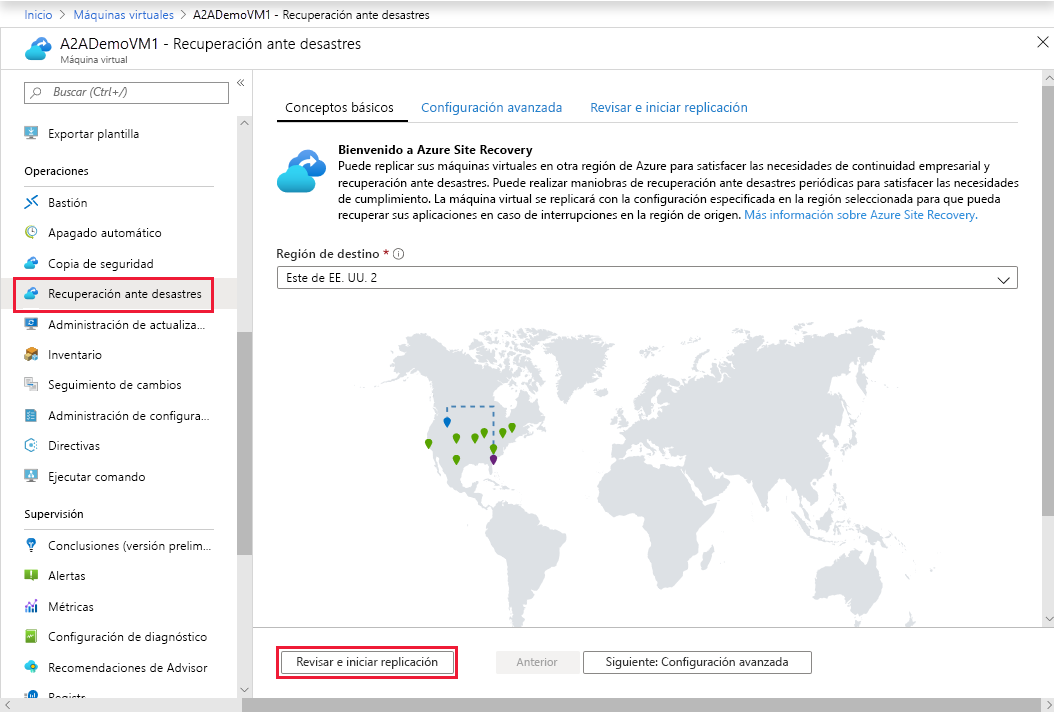 Inicio > Máquinas virtuales > A2ADemoVM1 - Recuperación ante desastres
A2ADemoVM1 - Recuperación ante desastres
Máquina virtual
Buscar (Ctrl+/)
Exportar plantilla
Operaciones
Bastión
Apagado automático
Copia de seguridad
Recuperación ante desastres
Administración de actualiza...
Inventario
Seguimiento de cambios
Administración de configura...
Directivas
Ejecutar comando
Supervisión
Conclusiones (versión prelim...
Alertas
Métricas
Configuración de diagnóstico
Recomendaciones de Advisor
Conceptos básicos
Configuración avanzada
Revisar e iniciar replicación
Bienvenido a Azure Site Recovery
Puede replicar sus máquinas virtuales en otra región de Azure para satisfacer las necesidades de continuidad empresarial y
recuperación ante desastres. Puede realizar maniobras de recuperación ante desastres periódicas para satisfacer las necesidades
de cumplimiento. La máquina virtual se replicará con la configuración especificada en la región seleccionada para que pueda
recuperar sus aplicaciones en caso de interrupciones en la región de origen. Más información sobre Azure Site Recovery.
Región de destino *
Este de EE. UU. 2
Revisar e iniciar replicación
Anterior
Siguiente: Configuración avanzada